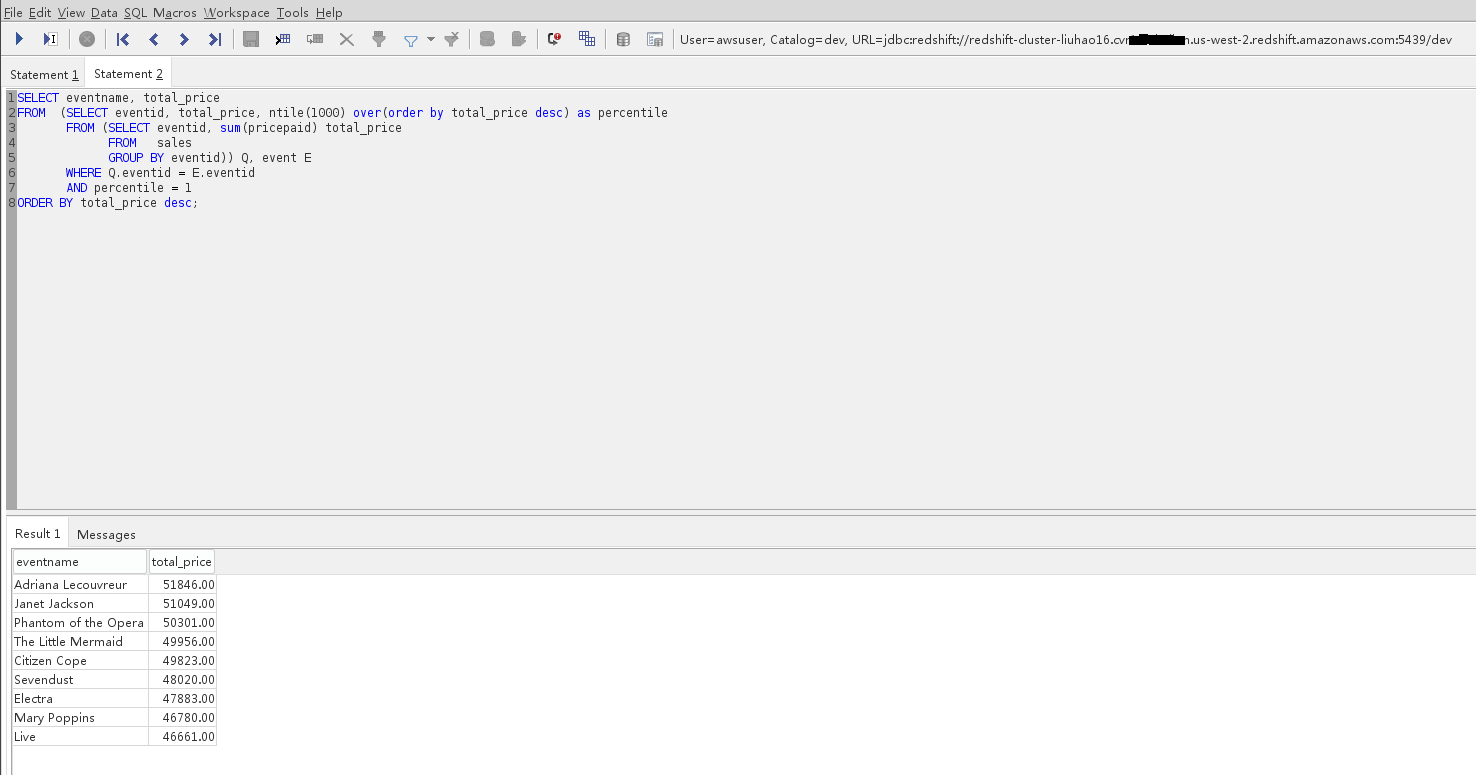 File Edit View Data SQL Macros Workspace Tools Help
User=awsuser, Catalog=dev, URL=jdbc:redshift://redshift-cluster-liuhao16.cvr n.us-west-2.redshift.amazonaws.com:5439/dev
Statement 1 Statement 2
1 SELECT eventname, total_price
2 FROM (SELECT eventid, total_price, ntile(1000) over(order by total_price desc) as percentile
3 FROM (SELECT eventid, sum(pricepaid) total_price
4 FROM sales
5 GROUP BY eventid)) Q, event E
6 WHERE Q.eventid = E.eventid
7 AND percentile = 1
8 ORDER BY total_price desc;
Result 1 Messages
eventname total_price
Adriana Lecouvreur 51846.00
Janet Jackson 51049.00
Phantom of the Opera 50301.00
The Little Mermaid 49956.00
Citizen Cope 49823.00
Sevendust 48020.00
Electra 47883.00
Mary Poppins 46780.00
Live 46661.00